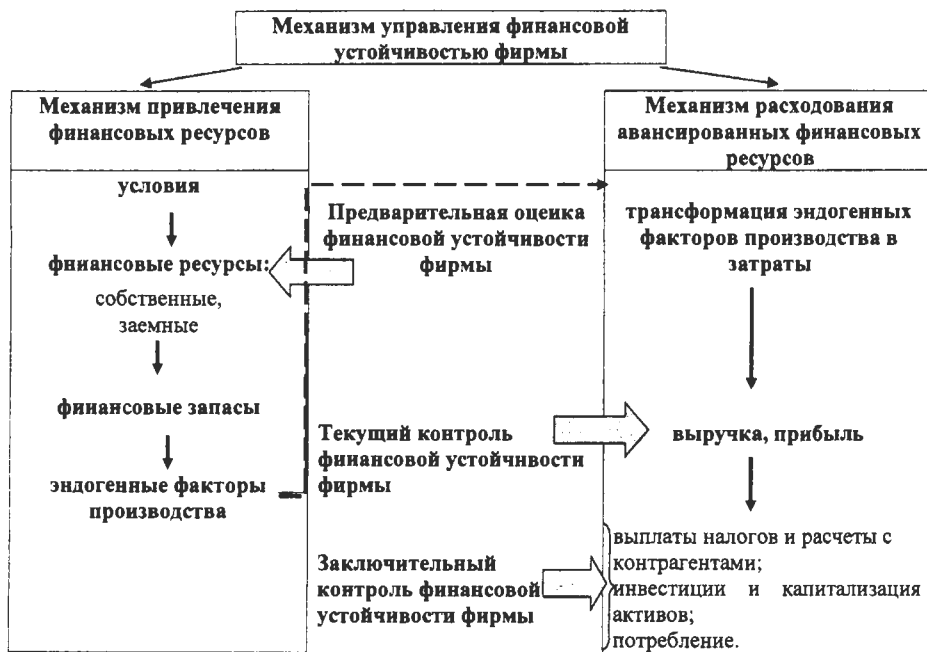 Механизм управления финансовой
устойчивостью фирмы
Механизм привлечения
финансовых ресурсов
условия
финансовые ресурсы:
собственные,
заемные
финансовые запасы
эндогенные факторы
производства
Предварительная оценка
финансовой устойчивости
фирмы
Текущий контроль
финансовой устойчивости
фирмы
Заключительный
контроль финансовой
устойчивости фирмы
Механизм расходования
авансированных финансовых
ресурсов
трансформация эндогенных
факторов производства в
затраты
выручка, прибыль
выплаты налогов и расчеты с
контрагентами;
инвестиции и капитализация
активов;
потребление.